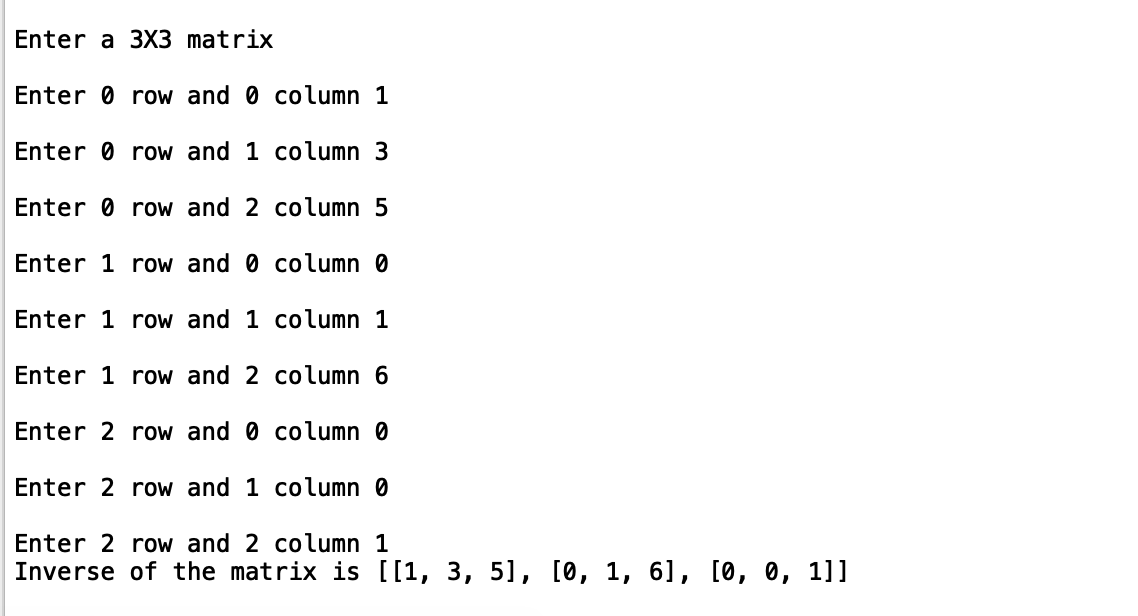 Enter a 3X3 matrix
Enter 0 row and 0 column 1
Enter 0 row and 1 column 3
Enter 0 row and 2 column 5
Enter 1 row and 0 column 0
Enter 1 row and 1 column 1
Enter 1 row and 2 column 6
Enter 2 row and 0 column 0
Enter 2 row and 1 column 0
Enter 2 row and 2 column 1
Inverse of the matrix is [[1, 3, 5], [0, 1, 6], [0, 0, 1]]